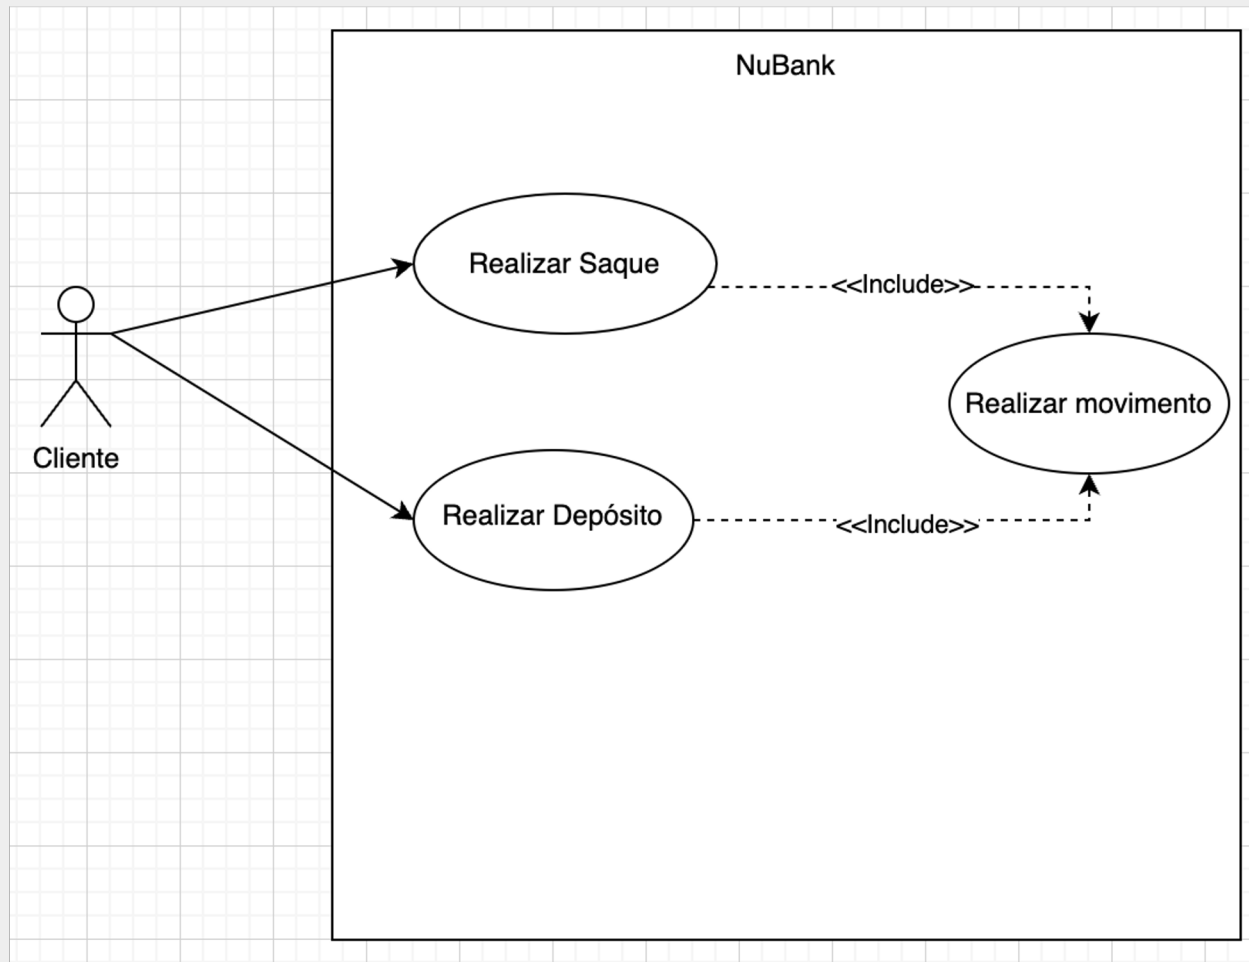 NuBank
Realizar Saque
<<Include>>
Realizar movimento
Cliente
Realizar Depósito
<<Include>>